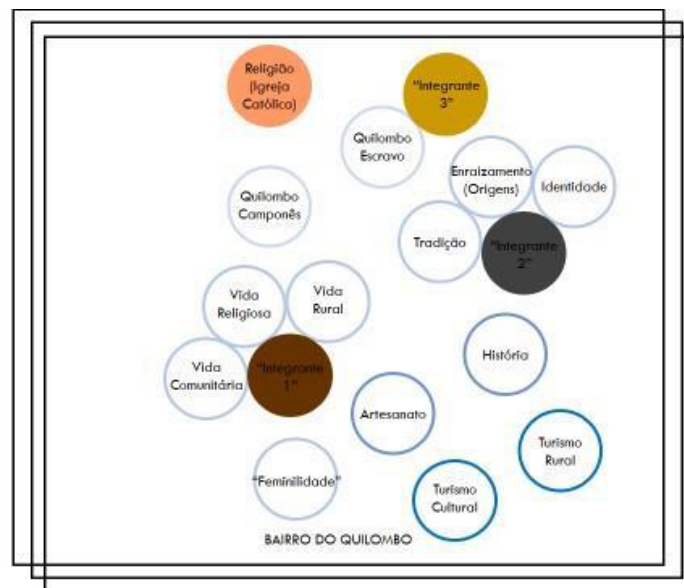 Religião
(Igreja
Católica)
"Integrante
3"
Quilombo
Escravo
Enraizamento
(Origens)
Identidade
Quilombo
Camponês
Tradição
"Integrante
2"
Vida
Religiosa
Vida
Rural
História
Vida
Comunitária
"Integrante
1"
Artesanato
Turismo
Rural
"Feminilidade"
Turismo
Cultural
BAIRRO DO QUILOMBO